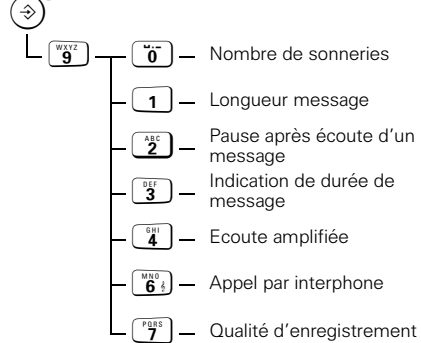 WXYZ
9
0
Nombre de sonneries
1
Longueur message
ABC
2
Pause après écoute d'un
message
DEF
3
Indication de durée de
message
GHI
4
Ecoute amplifiée
MNO
6
Appel par interphone
PQRS
7
Qualité d'enregistrement